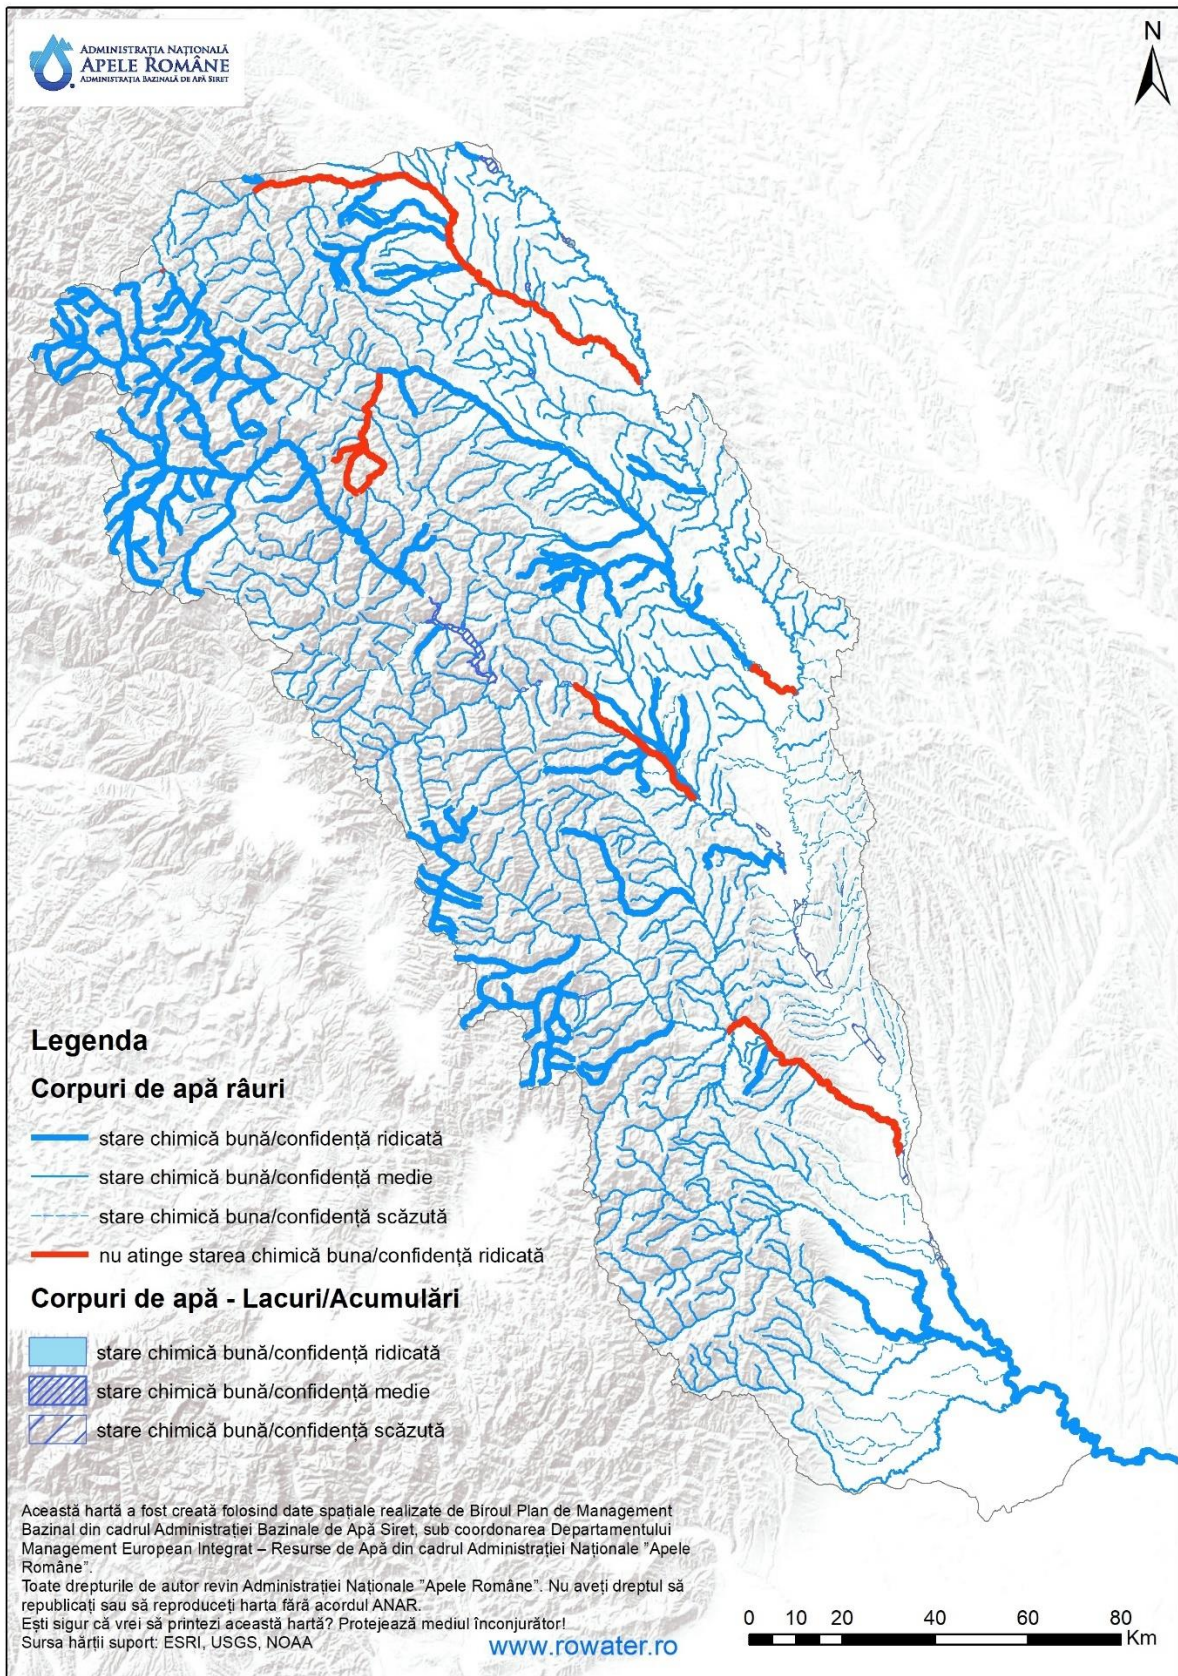 ADMINISTRAȚIA NAȚIONALĂ
APELE ROMÂNE
ADMINISTRAȚIA BAZINALĂ DE APĂ SIRET
N
Legenda
Corpuri de apă râuri
stare chimică bună/confidență ridicată
stare chimică bună/confidență medie
stare chimică buna/confidență scăzută
nu atinge starea chimică buna/confidență ridicată
Corpuri de apă - Lacuri/Acumulări
stare chimică bună/confidență ridicată
stare chimică bună/confidență medie
stare chimică bună/confidență scăzută
Această hartă a fost creată folosind date spațiale realizate de Biroul Plan de Management
Bazinal din cadrul Administrației Bazinale de Apă Siret, sub coordonarea Departamentului
Management European Integrat – Resurse de Apă din cadrul Administrației Naționale "Apele
Române".
Toate drepturile de autor revin Administrației Naționale "Apele Române". Nu aveți dreptul să
republicați sau să reproduceți harta fără acordul ANAR.
Ești sigur că vrei să printezi această hartă? Protejează mediul înconjurător!
Sursa hărții suport: ESRI, USGS, NOAA
www.rowater.ro
0 10 20 40 60 80
Km